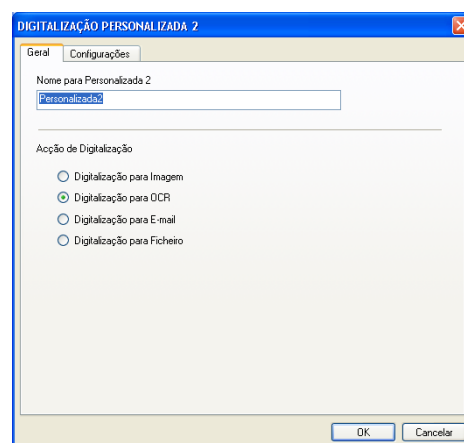 DIGITALIZAÇÃO PERSONALIZADA 2
Geral Configurações
Nome para Personalizada 2
Personalizada2
Acção de Digitalização
Digitalização para Imagem
Digitalização para OCR
Digitalização para E-mail
Digitalização para Ficheiro
OK Cancelar